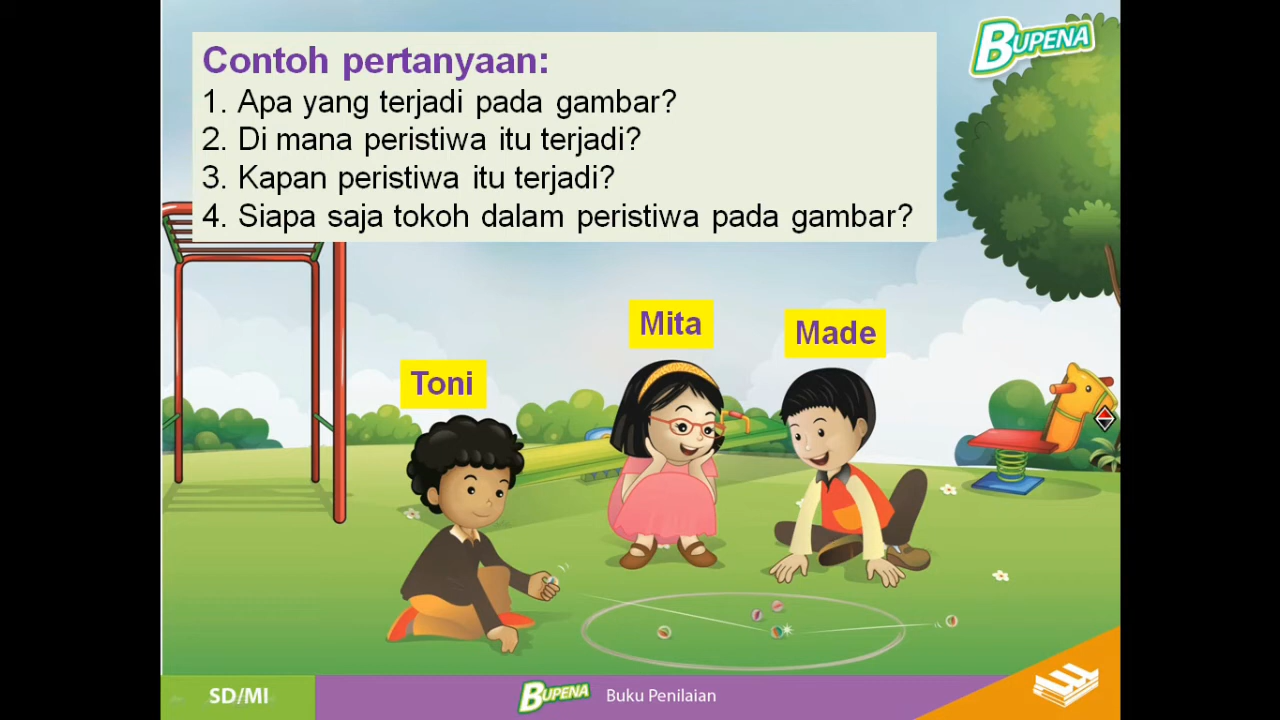 BUPENA
Contoh pertanyaan:
1. Apa yang terjadi pada gambar?
2. Di mana peristiwa itu terjadi?
3. Kapan peristiwa itu terjadi?
4. Siapa saja tokoh dalam peristiwa pada gambar?
Mita
Made
Toni
SD/MI
BUPENA
Buku Penilaian